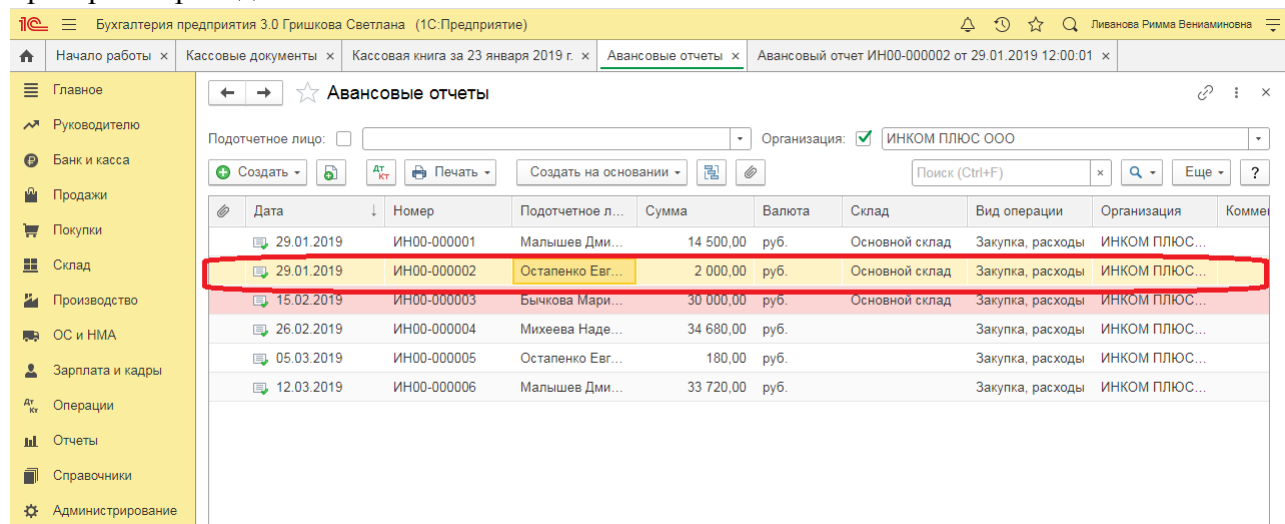 1С Бухгалтерия предприятия 3.0 Гришкова Светлана (1С:Предприятие) Ливанова Римма Вениаминовна
Начало работы × Кассовые документы × Кассовая книга за 23 января 2019 г. × Авансовые отчеты × Авансовый отчет ИН00-000002 от 29.01.2019 12:00:01 ×
Главное
Руководителю
Банк и касса
Продажи
Покупки
Склад
Производство
ОС и НМА
Зарплата и кадры
Операции
Отчеты
Справочники
Администрирование
Авансовые отчеты
Подотчетное лицо: Организация: ИНКОМ ПЛЮС ООО
Создать Дт Кт Печать Создать на основании Поиск (Ctrl+F) × Еще ?
Дата ↓ Номер Подотчетное л... Сумма Валюта Склад Вид операции Организация Коммен
29.01.2019 ИН00-000001 Малышев Дми... 14 500,00 руб. Основной склад Закупка, расходы ИНКОМ ПЛЮС...
29.01.2019 ИН00-000002 Остапенко Евг... 2 000,00 руб. Основной склад Закупка, расходы ИНКОМ ПЛЮС...
15.02.2019 ИН00-000003 Бычкова Мари... 30 000,00 руб. Основной склад Закупка, расходы ИНКОМ ПЛЮС...
26.02.2019 ИН00-000004 Михеева Наде... 34 680,00 руб. Закупка, расходы ИНКОМ ПЛЮС...
05.03.2019 ИН00-000005 Остапенко Евг... 180,00 руб. Закупка, расходы ИНКОМ ПЛЮС...
12.03.2019 ИН00-000006 Малышев Дми... 33 720,00 руб. Закупка, расходы ИНКОМ ПЛЮС...